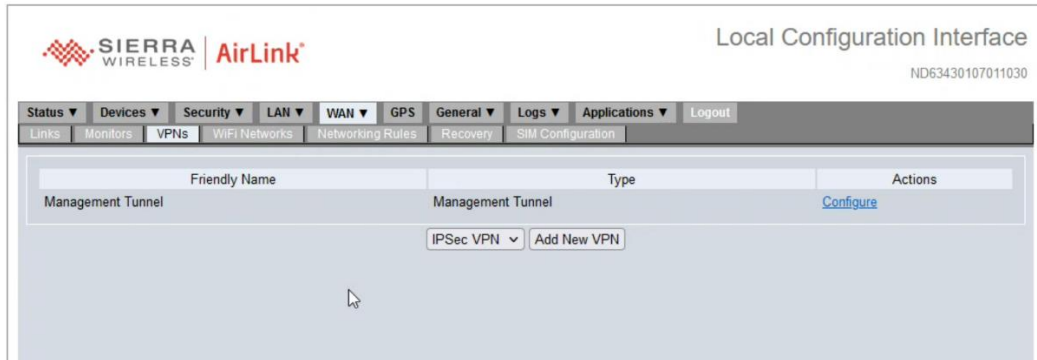 SIERRA WIRELESS AirLink
Local Configuration Interface
ND63430107011030
Status ▼ Devices ▼ Security ▼ LAN ▼ WAN ▼ GPS General ▼ Logs ▼ Applications ▼ Logout
Links Monitors VPNs WiFi Networks Networking Rules Recovery SIM Configuration
Friendly Name Type Actions
Management Tunnel Management Tunnel Configure
IPSec VPN Add New VPN